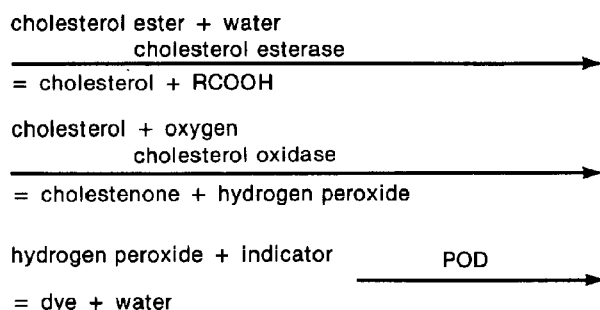 cholesterol ester + water
cholesterol esterase
= cholesterol + RCOOH
cholesterol + oxygen
cholesterol oxidase
= cholestenone + hydrogen peroxide
hydrogen peroxide + indicator POD
= dye + water